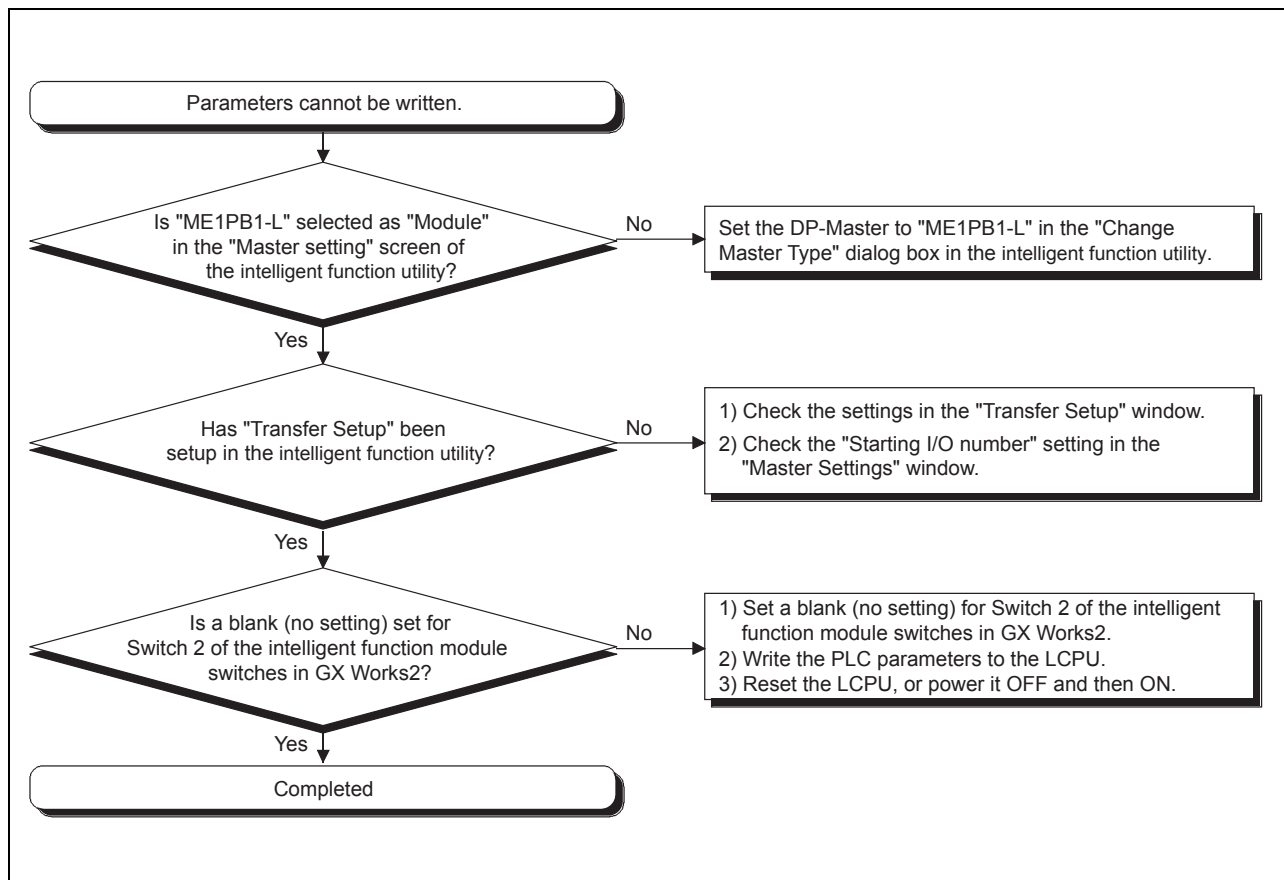 Parameters cannot be written.
Is "ME1PB1-L" selected as "Module"
in the "Master setting" screen of
the intelligent function utility?
No
Set the DP-Master to "ME1PB1-L" in the "Change
Master Type" dialog box in the intelligent function utility.
Yes
Has "Transfer Setup" been
setup in the intelligent function utility?
No
1) Check the settings in the "Transfer Setup" window.
2) Check the "Starting I/O number" setting in the
"Master Settings" window.
Yes
Is a blank (no setting) set for
Switch 2 of the intelligent function module
switches in GX Works2?
No
1) Set a blank (no setting) for Switch 2 of the intelligent
function module switches in GX Works2.
2) Write the PLC parameters to the LCPU.
3) Reset the LCPU, or power it OFF and then ON.
Yes
Completed